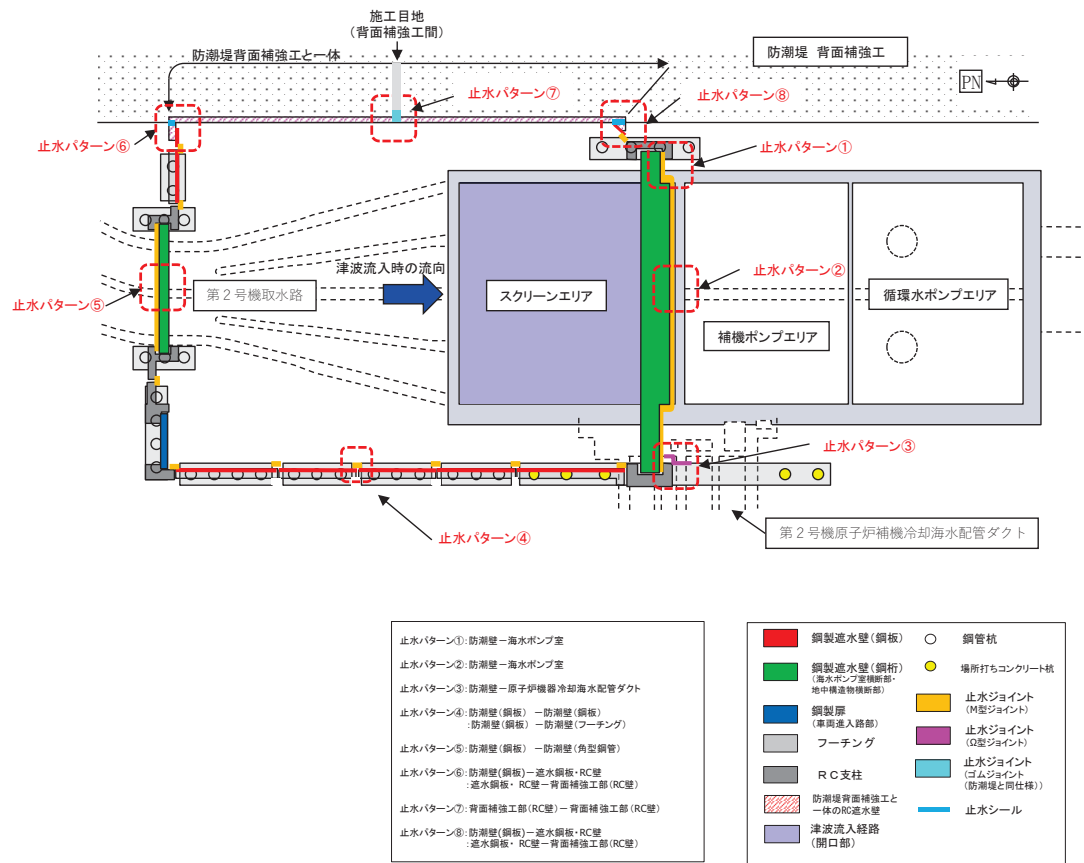 施工目地
(背面補強工間)
防潮堤背面補強工と一体
防潮堤 背面補強工
PN
止水パターン⑦
止水パターン⑧
止水パターン⑥
止水パターン①
津波流入時の流向
止水パターン②
止水パターン⑤
第2号機取水路
スクリーンエリア
循環水ポンプエリア
補機ポンプエリア
止水パターン③
第2号機原子炉補機冷却海水配管ダクト
止水パターン④
止水パターン①:防潮壁-海水ポンプ室
止水パターン②:防潮壁-海水ポンプ室
止水パターン③:防潮壁-原子炉機器冷却海水配管ダクト
止水パターン④:防潮壁(鋼板) -防潮壁(鋼板)
:防潮壁(鋼板) -防潮壁(フーチング)
止水パターン⑤:防潮壁(鋼板) -防潮壁(角型鋼管)
止水パターン⑥:防潮壁(鋼板)-遮水鋼板・RC壁
:遮水鋼板・ RC壁-背面補強工部(RC壁)
止水パターン⑦:背面補強工部(RC壁)-背面補強工部(RC壁)
止水パターン⑧:防潮壁(鋼板)-遮水鋼板・RC壁
:遮水鋼板・ RC壁-背面補強工部(RC壁)
鋼製遮水壁(鋼板)
鋼製遮水壁(鋼桁)
(海水ポンプ室横断部・
地中構造物横断部)
鋼製扉
(車両進入路部)
フーチング
RC支柱
防潮堤背面補強工と
一体のRC遮水壁
津波流入経路
(開口部)
鋼管杭
場所打ちコンクリート杭
止水ジョイント
(M型ジョイント)
止水ジョイント
(Ω型ジョイント)
止水ジョイント
(ゴムジョイント
(防潮堤と同仕様))
止水シール